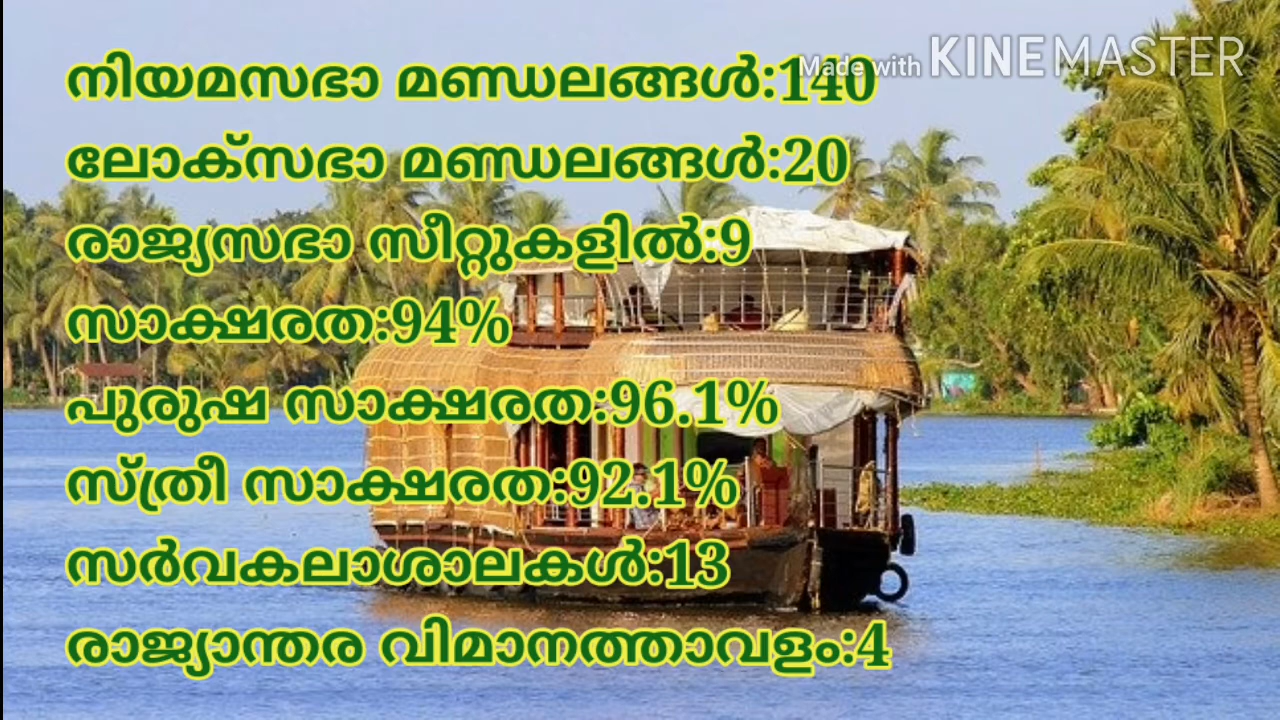 Made with KINEMASTER
നിയമസഭാ മണ്ഡലങ്ങൾ:140
ലോക്സഭാ മണ്ഡലങ്ങൾ:20
രാജ്യസഭാ സീറ്റുകളിൽ:9
സാക്ഷരത:94%
പുരുഷ സാക്ഷരത:96.1%
സ്ത്രീ സാക്ഷരത:92.1%
സർവകലാശാലകൾ:13
രാജ്യാന്തര വിമാനത്താവളം:4